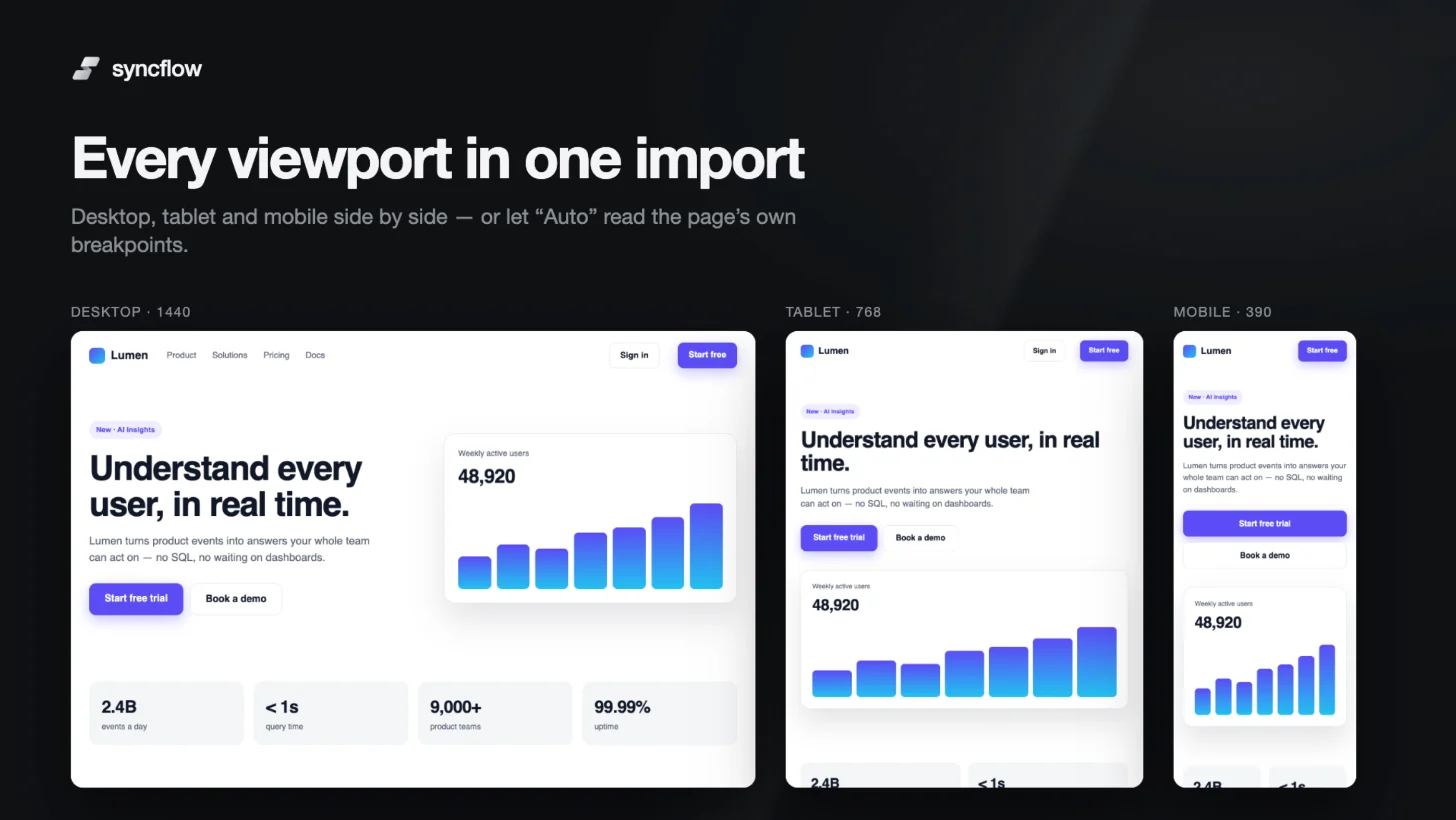 syncflow
Every viewport in one import
Desktop, tablet and mobile side by side — or let “Auto” read the page’s own
breakpoints.
DESKTOP · 1440
Lumen
Product
Solutions
Pricing
Docs
Sign in
Start free
New · AI Insights
Understand every
user, in real time.
Lumen turns product events into answers your whole team
can act on — no SQL, no waiting on dashboards.
Start free trial
Book a demo
Weekly active users
48,920
2.4B
events a day
< 1s
query time
9,000+
product teams
99.99%
uptime
TABLET · 768
Lumen
Sign in
Start free
New · AI Insights
Understand every user, in real
time.
Lumen turns product events into answers your whole team
can act on — no SQL, no waiting on dashboards.
Start free trial
Book a demo
Weekly active users
48,920
2.4B
< 1s
MOBILE · 390
Lumen
Start free
New · AI Insights
Understand every
user, in real time.
Lumen turns product events into answers your
whole team can act on — no SQL, no waiting
on dashboards.
Start free trial
Book a demo
Weekly active users
48,920
2.4B
< 1s